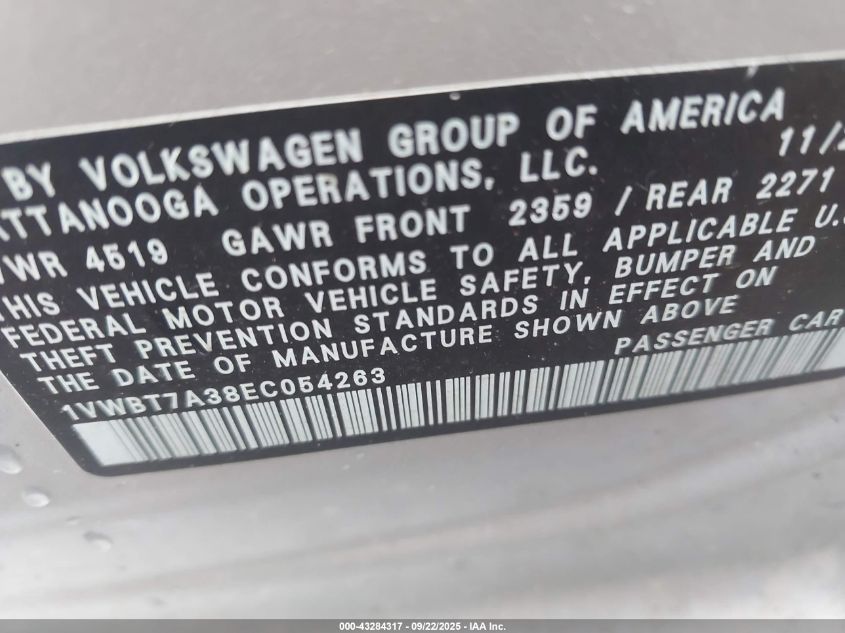 BY VOLKSWAGEN GROUP OF AMERICA
ATTANOOGA OPERATIONS, LLC. 11/2
WR 4519 GAWR FRONT 2359 / REAR 2271
THIS VEHICLE CONFORMS TO ALL APPLICABLE U.S
FEDERAL MOTOR VEHICLE SAFETY, BUMPER AND
THEFT PREVENTION STANDARDS IN EFFECT ON
THE DATE OF MANUFACTURE SHOWN ABOVE
1VWBT7A38EC054263 PASSENGER CAR
000-43284317 - 09/22/2025 - IAA Inc.